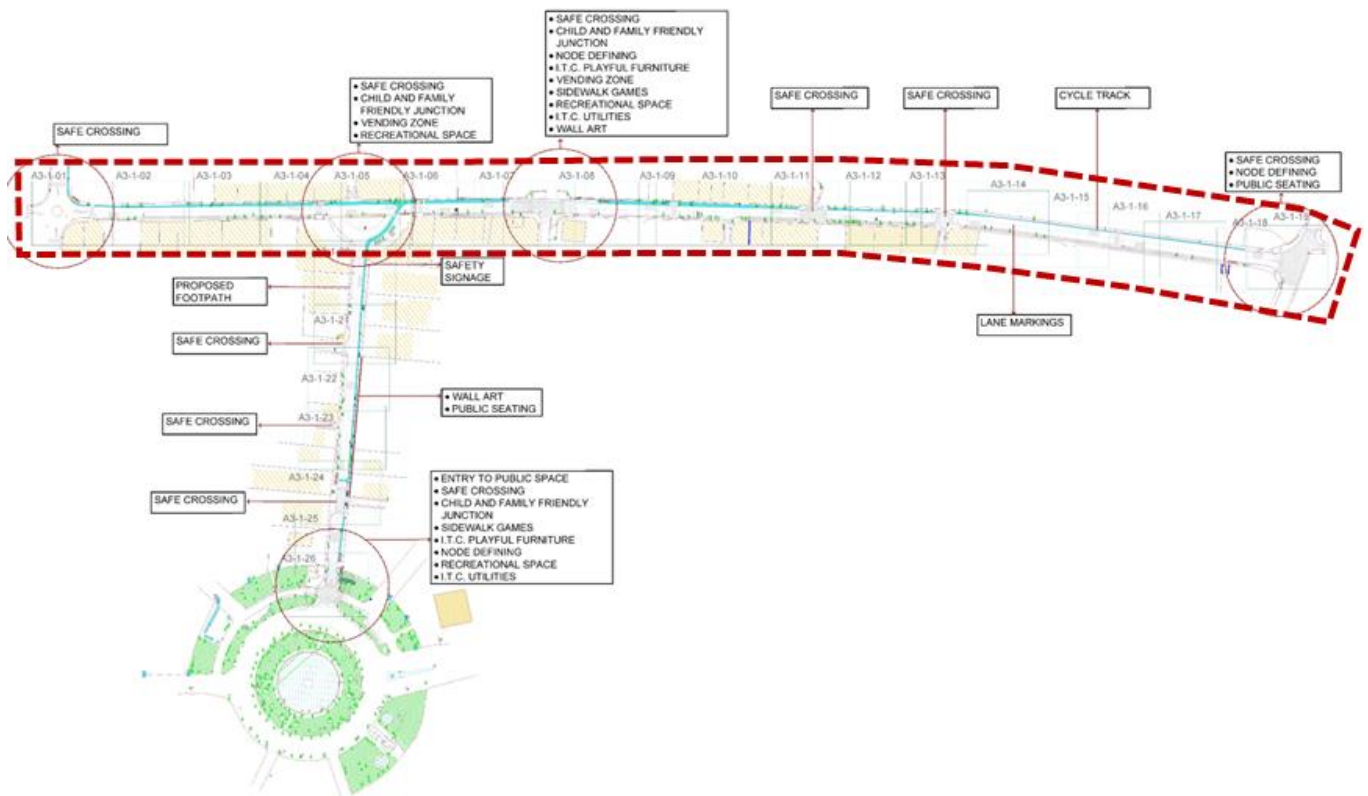 • SAFE CROSSING
• CHILD AND FAMILY FRIENDLY
JUNCTION
• NODE DEFINING
• I.T.C. PLAYFUL FURNITURE
• VENDING ZONE
• SIDEWALK GAMES
• RECREATIONAL SPACE
• I.T.C. UTILITIES
• WALL ART
• SAFE CROSSING
• CHILD AND FAMILY
FRIENDLY JUNCTION
• VENDING ZONE
• RECREATIONAL SPACE
SAFE CROSSING
SAFE CROSSING
SAFE CROSSING
CYCLE TRACK
• SAFE CROSSING
• NODE DEFINING
• PUBLIC SEATING
A3-1-01
A3-1-02
A3-1-03
A3-1-04
A3-1-05
A3-1-06
A3-1-07
A3-1-08
A3-1-10
A3-1-11
A3-1-12
A3-1-13
A3-1-14
A3-1-15
A3-1-16
A3-1-17
A3-1-18
A3-1-19
SAFETY
SIGNAGE
PROPOSED
FOOTPATH
LANE MARKINGS
A3-1-2
SAFE CROSSING
A3-1-22
• WALL ART
• PUBLIC SEATING
SAFE CROSSING
A3-1-23
A3-1-24
SAFE CROSSING
A3-1-25
A3-1-26
• ENTRY TO PUBLIC SPACE
• SAFE CROSSING
• CHILD AND FAMILY FRIENDLY
JUNCTION
• SIDEWALK GAMES
• I.T.C. PLAYFUL FURNITURE
• NODE DEFINING
• RECREATIONAL SPACE
• I.T.C. UTILITIES